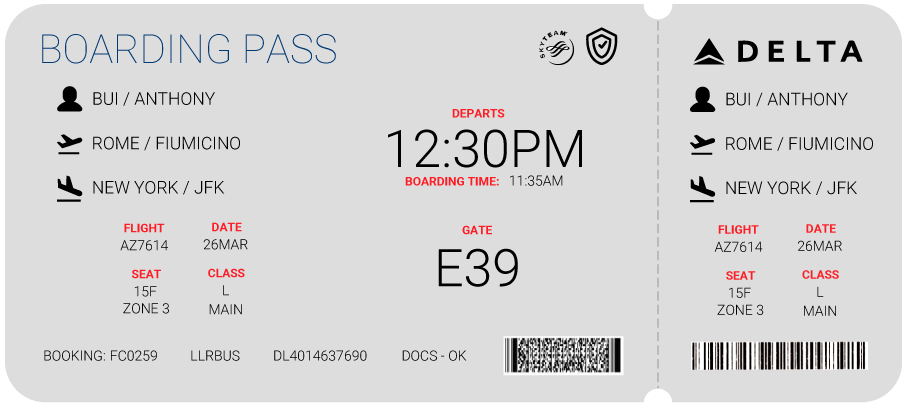 BOARDING PASS
SKYTEAM
DELTA
BUI / ANTHONY
ROME / FIUMICINO
NEW YORK / JFK
DEPARTS
12:30PM
BOARDING TIME: 11:35AM
FLIGHT DATE
AZ7614 26MAR
SEAT CLASS
15F L
ZONE 3 MAIN
GATE
E39
BOOKING: FC0259 LLRBUS DL4014637690 DOCS - OK
BUI / ANTHONY
ROME / FIUMICINO
NEW YORK / JFK
FLIGHT DATE
AZ7614 26MAR
SEAT CLASS
15F L
ZONE 3 MAIN